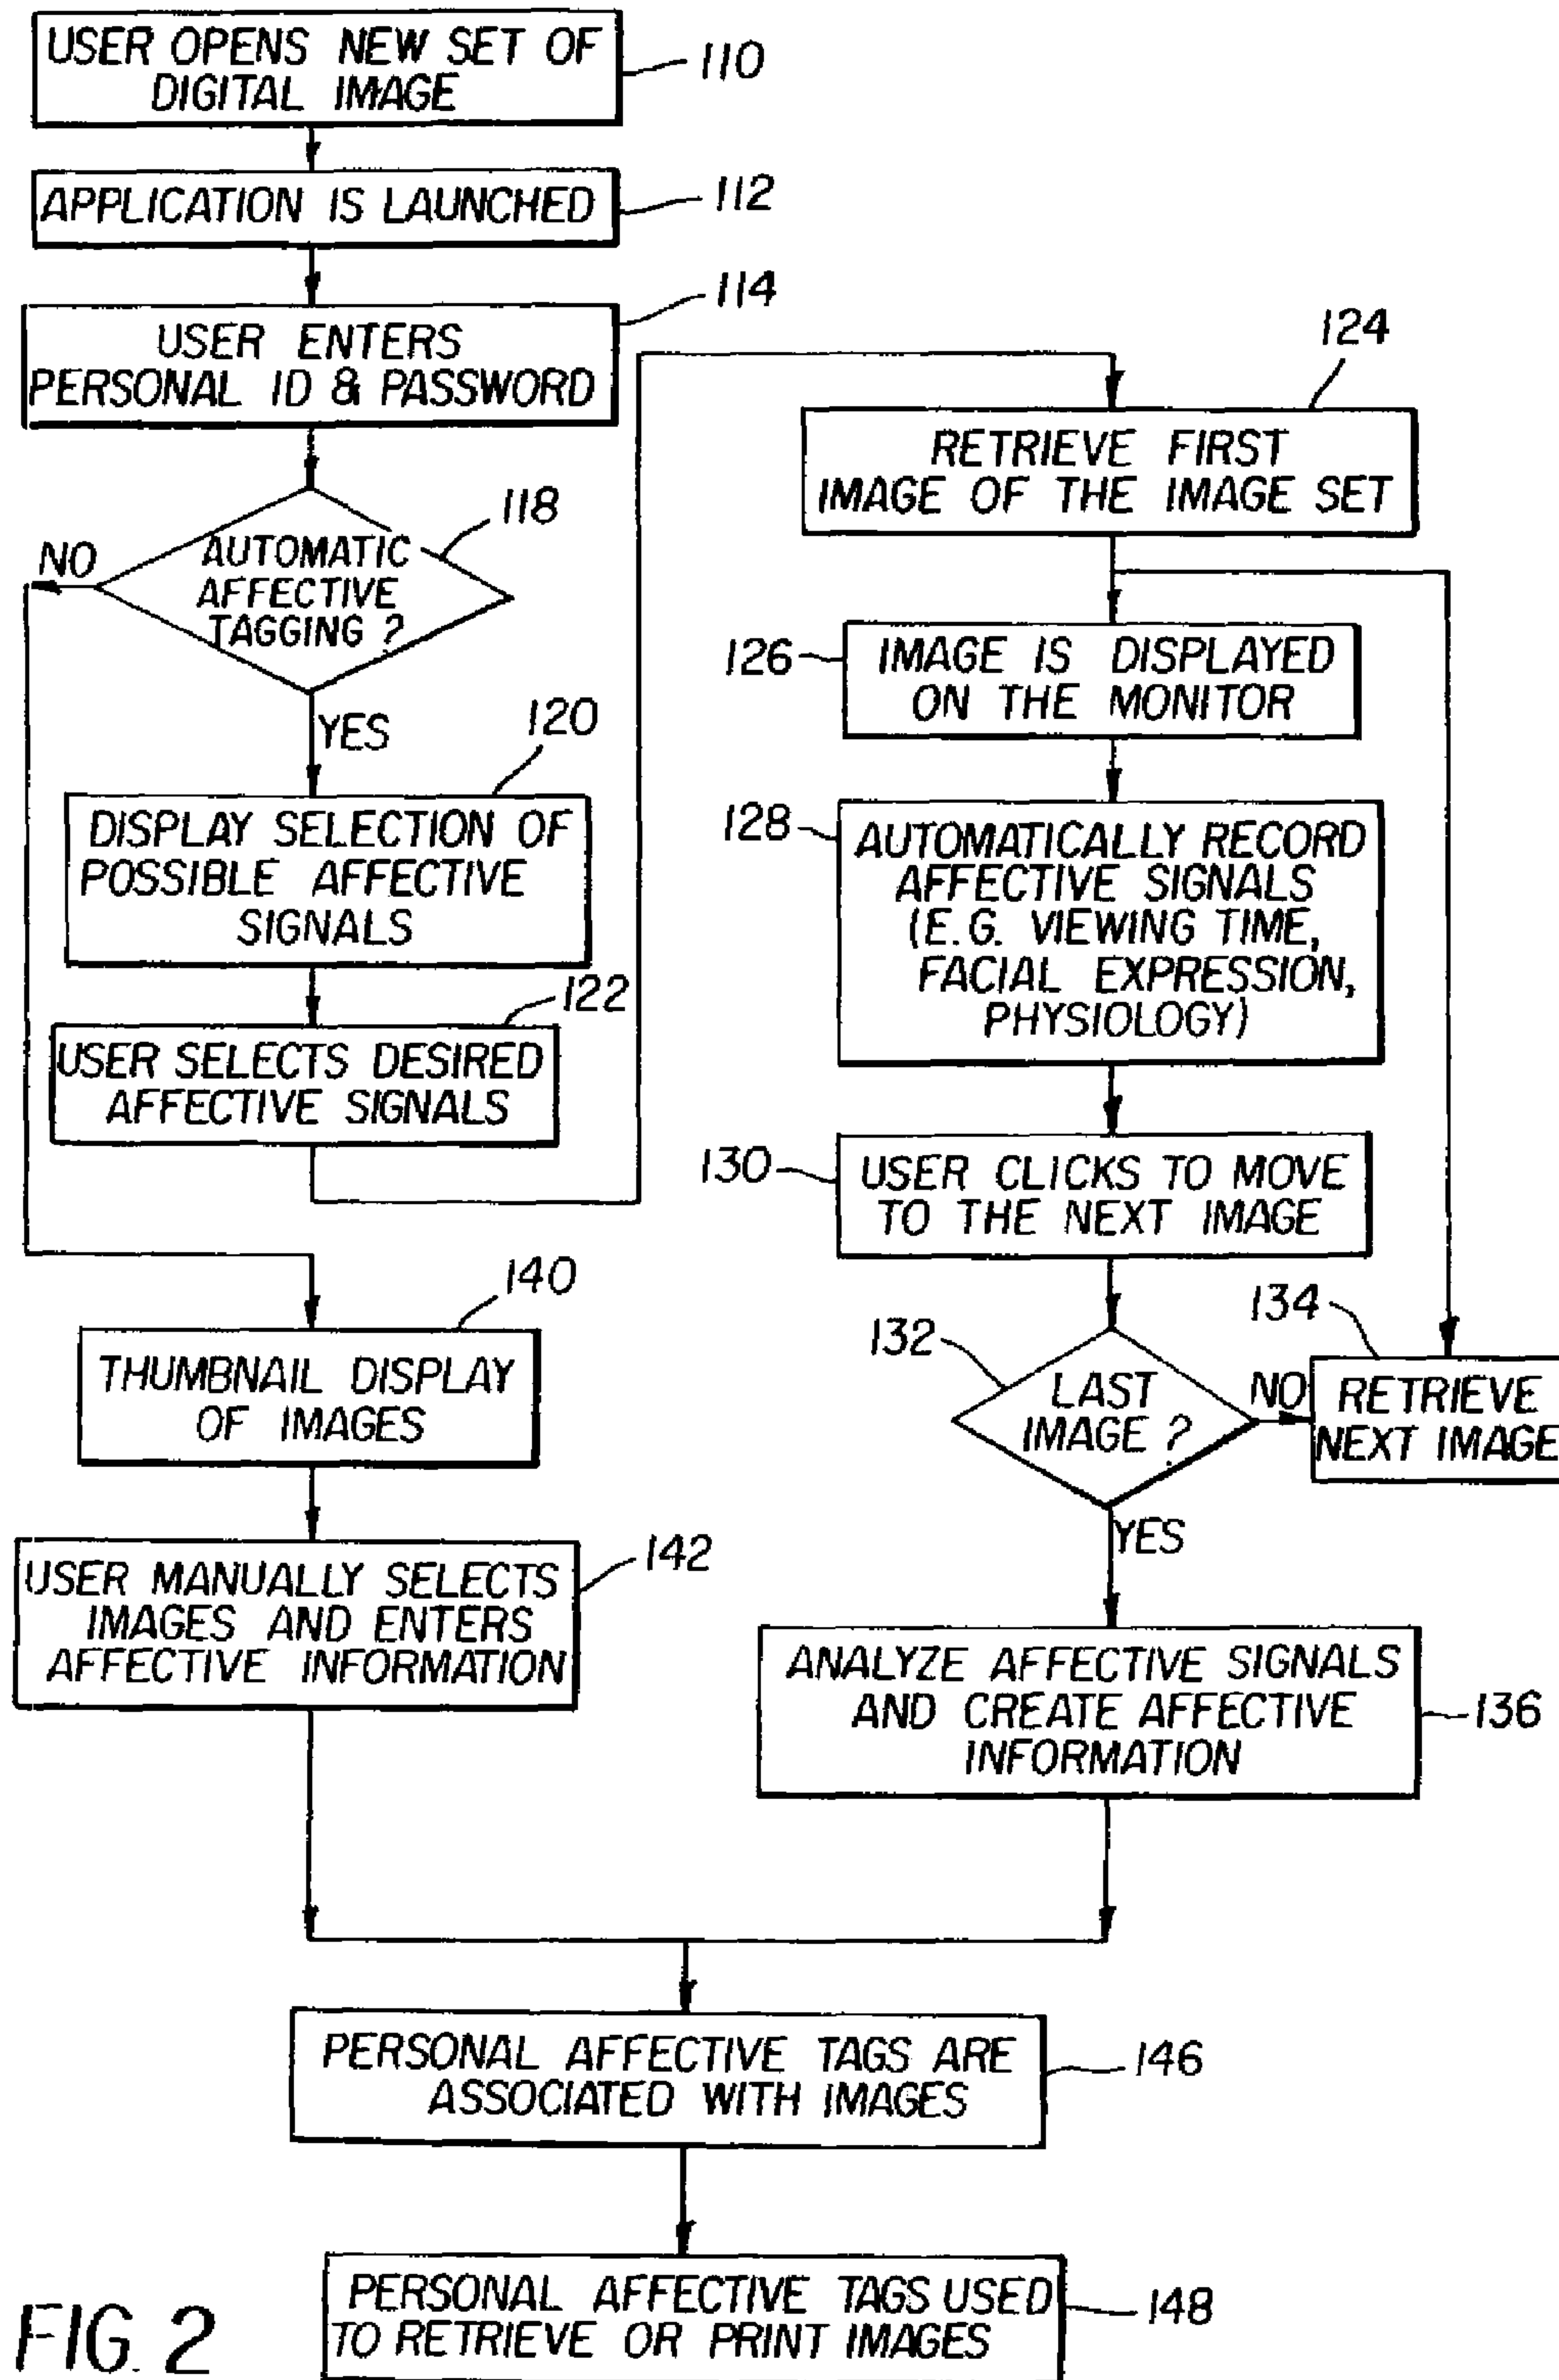 USER OPENS NEW SET OF
DIGITAL IMAGE
110
APPLICATION IS LAUNCHED
112
USER ENTERS
PERSONAL ID & PASSWORD
114
AUTOMATIC
AFFECTIVE
TAGGING ?
118
NO
YES
DISPLAY SELECTION OF
POSSIBLE AFFECTIVE
SIGNALS
120
USER SELECTS DESIRED
AFFECTIVE SIGNALS
122
RETRIEVE FIRST
IMAGE OF THE IMAGE SET
124
IMAGE IS DISPLAYED
ON THE MONITOR
126
AUTOMATICALLY RECORD
AFFECTIVE SIGNALS
(E.G. VIEWING TIME,
FACIAL EXPRESSION,
PHYSIOLOGY)
128
USER CLICKS TO MOVE
TO THE NEXT IMAGE
130
LAST
IMAGE ?
132
NO
YES
RETRIEVE
NEXT IMAGE
134
ANALYZE AFFECTIVE SIGNALS
AND CREATE AFFECTIVE
INFORMATION
136
THUMBNAIL DISPLAY
OF IMAGES
140
USER MANUALLY SELECTS
IMAGES AND ENTERS
AFFECTIVE INFORMATION
142
PERSONAL AFFECTIVE TAGS ARE
ASSOCIATED WITH IMAGES
146
PERSONAL AFFECTIVE TAGS USED
TO RETRIEVE OR PRINT IMAGES
148
FIG. 2